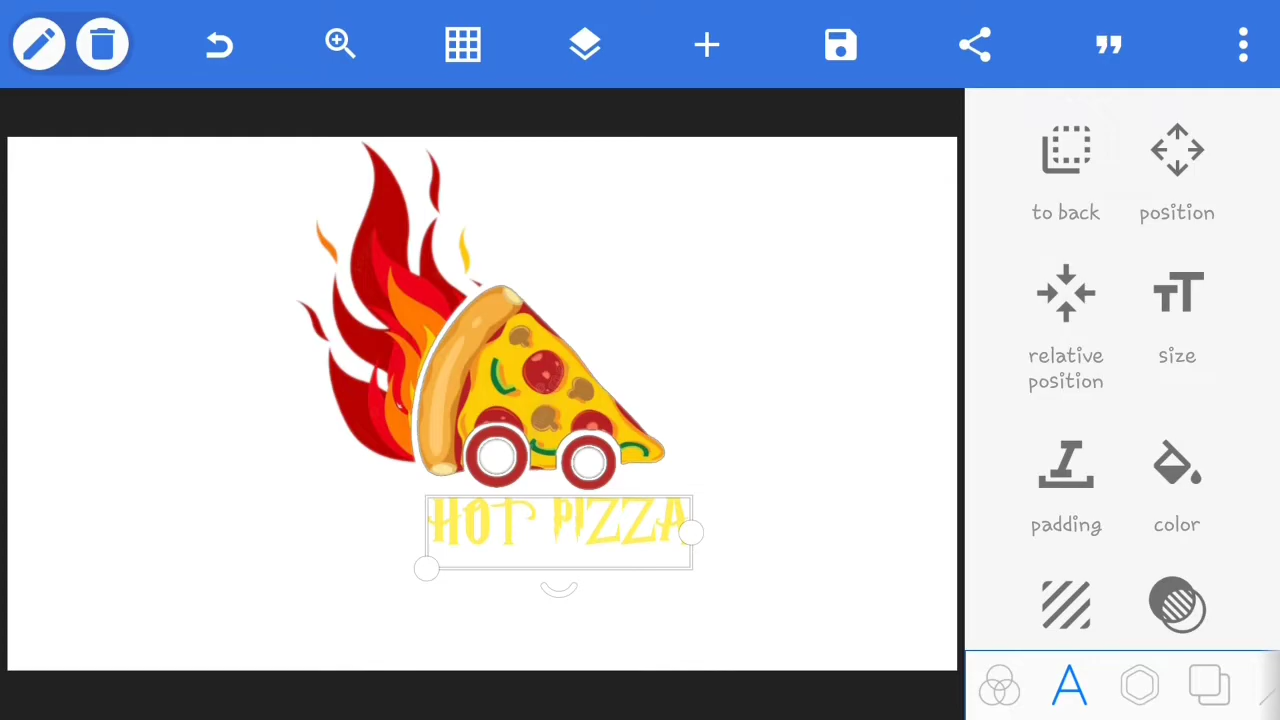 to back
position
relative
position
size
padding
color
HOT PIZZA